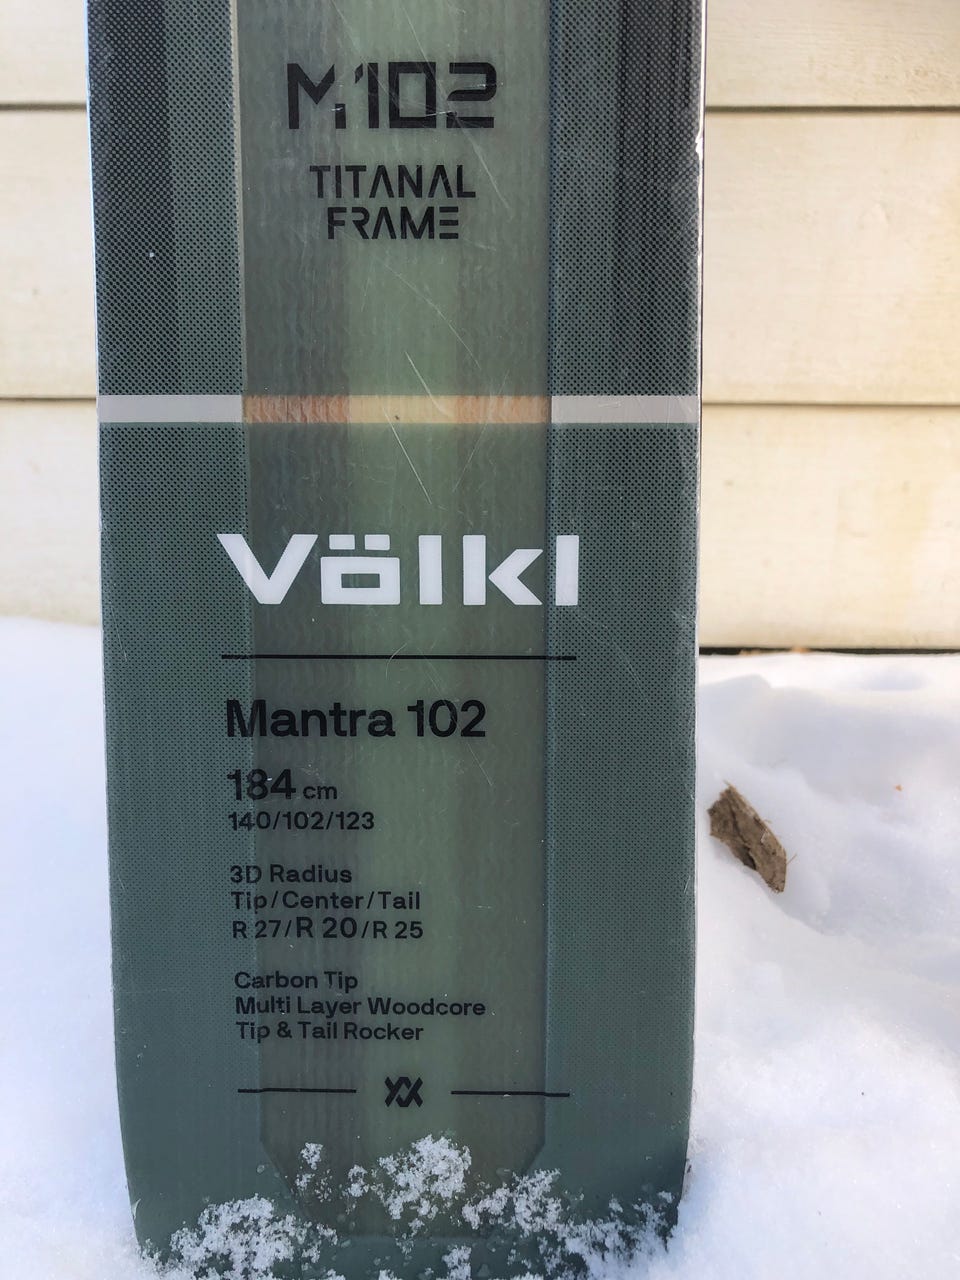 M102
TITANAL
FRAME
Völkl
Mantra 102
184 cm
140/102/123
3D Radius
Tip/Center/Tail
R 27/R 20/R 25
Carbon Tip
Multi Layer Woodcore
Tip & Tail Rocker